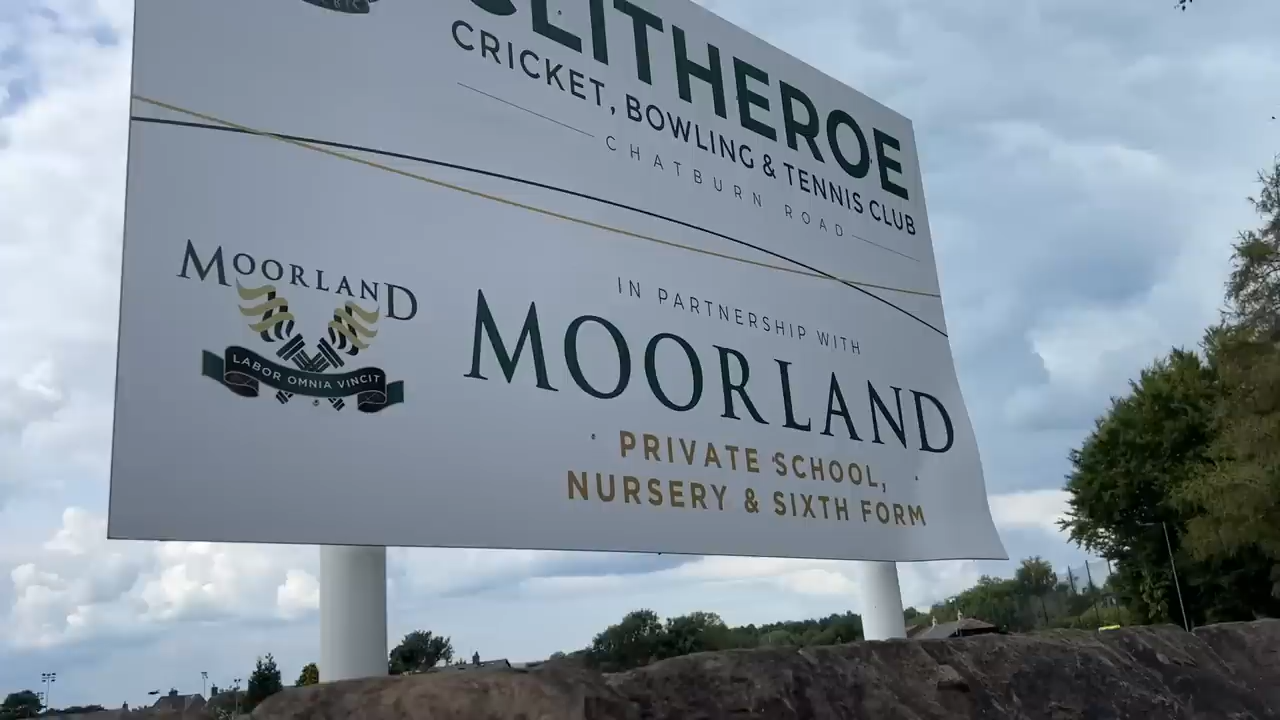 CLITHEROE
CRICKET, BOWLING & TENNIS CLUB
CHATBURN ROAD
MOORLAND
LABOR OMNIA VINCIT
IN PARTNERSHIP WITH
MOORLAND
PRIVATE SCHOOL,
NURSERY & SIXTH FORM